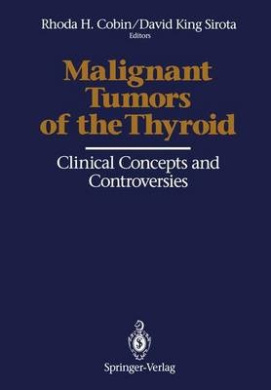 Rhoda H. Cobin/David King Sirota
Editors
Malignant
Tumors
of the Thyroid
Clinical Concepts and
Controversies
Springer-Verlag